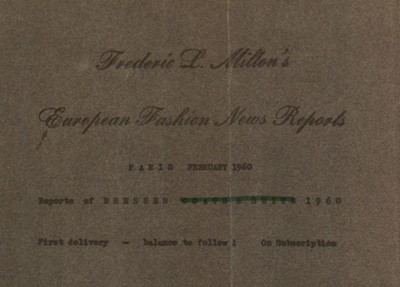 Frederic L. Milton's
European Fashion News Reports
PARIS FEBRUARY 1960
Reports of DRESSES 1960
First delivery — balance to follow! On Subscription